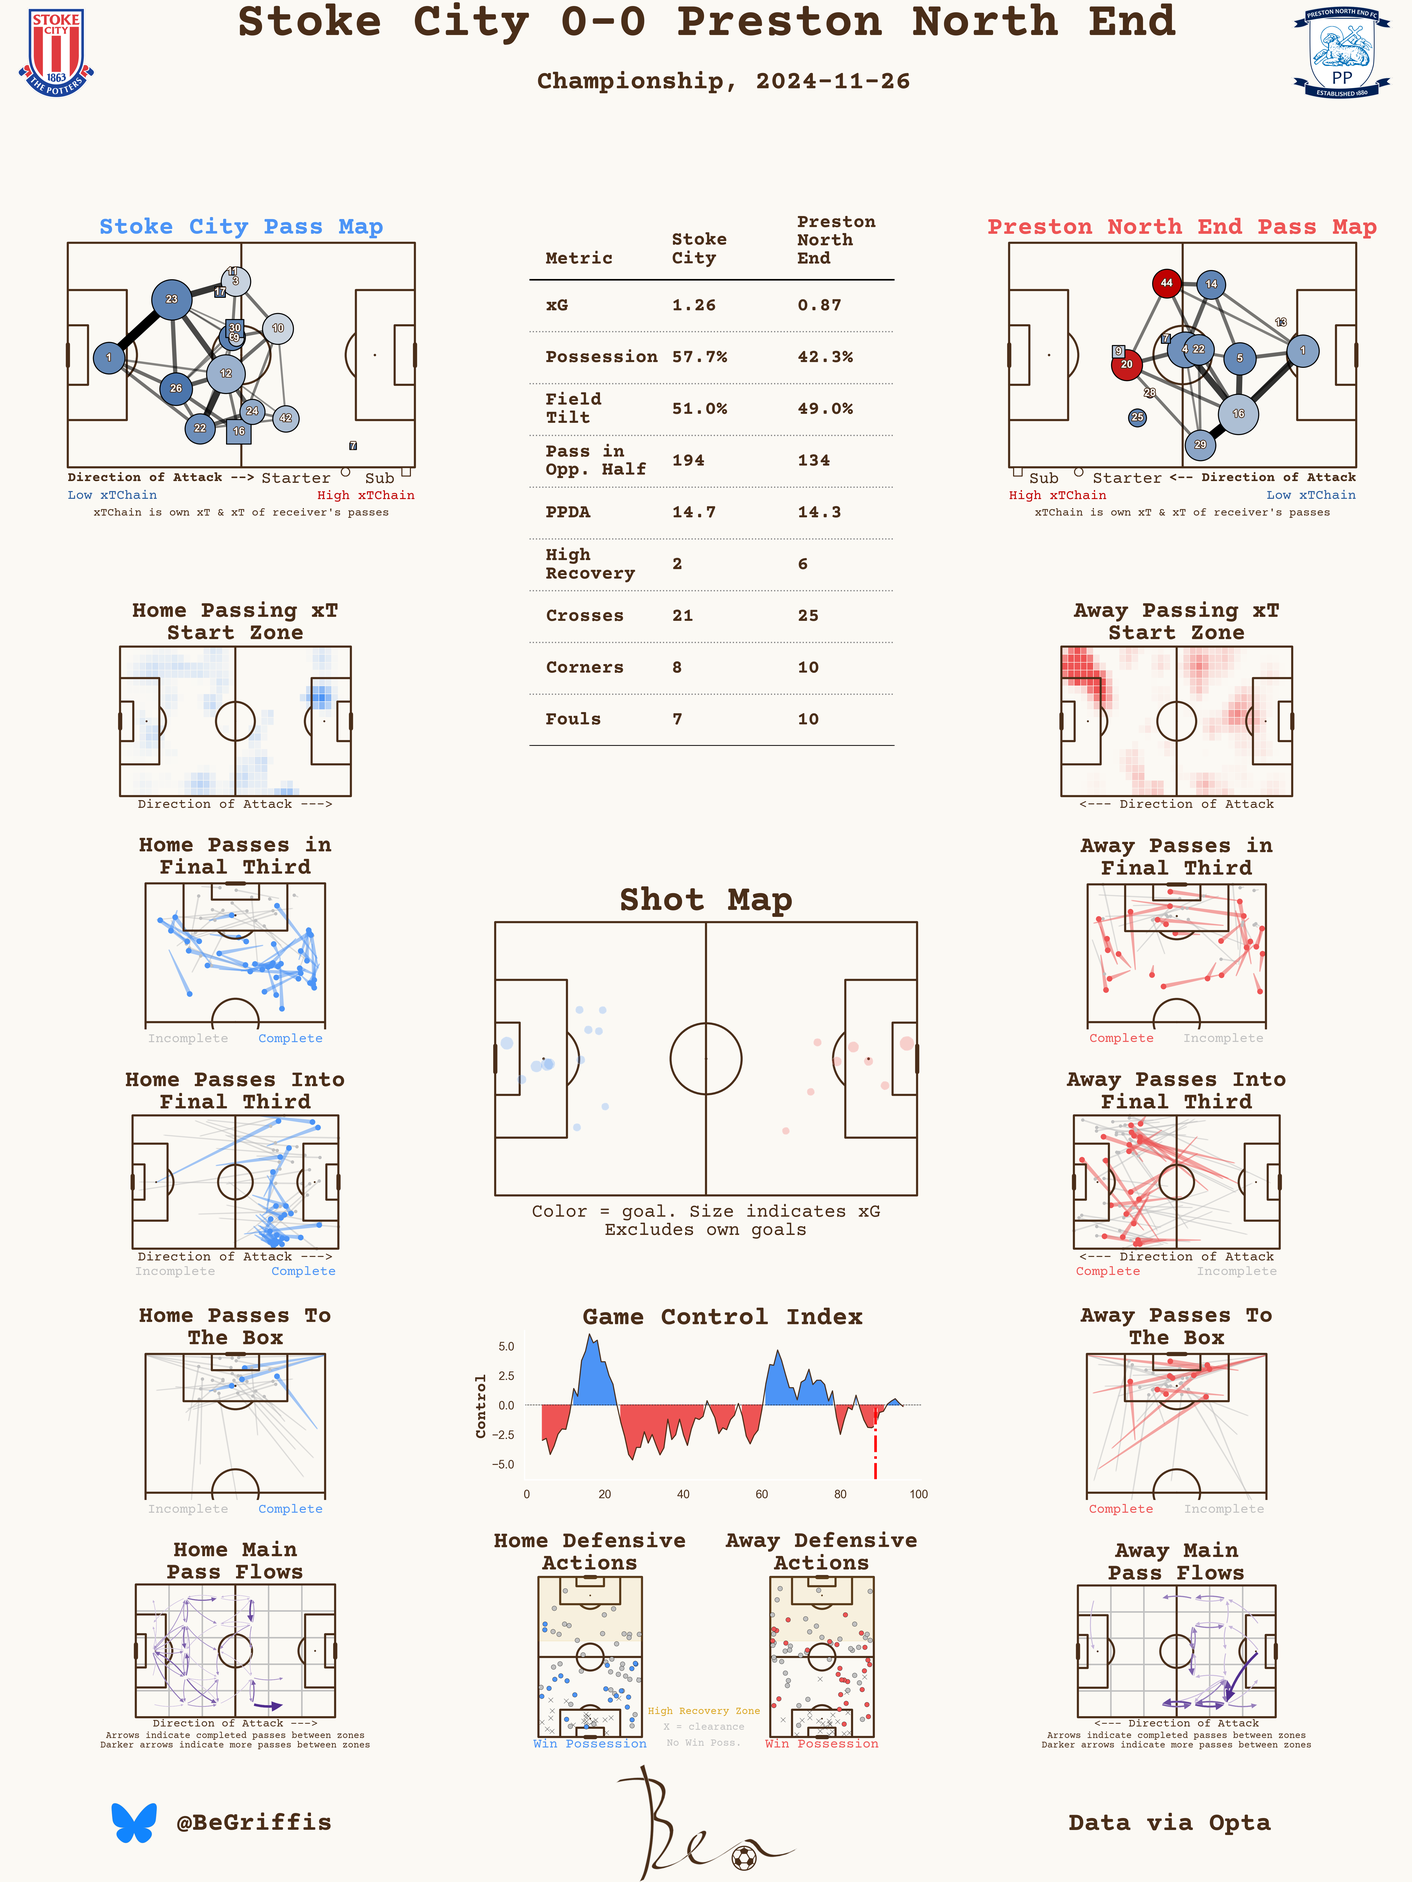 Stoke City 0-0 Preston North End
Championship, 2024-11-26
STOKE
CITY
1863
THE POTTERS
PRESTON NORTH END FC
PP
ESTABLISHED 1880
Stoke City Pass Map
11
3
17
23
30
10
1
12
26
24
42
22
16
7
Direction of Attack --> Starter Sub
Low xTChain High xTChain
xTChain is own xT & xT of receiver's passes
Metric Stoke City Preston North End
xG 1.26 0.87
Possession 57.7% 42.3%
Field Tilt 51.0% 49.0%
Pass in Opp. Half 194 134
PPDA 14.7 14.3
High Recovery 2 6
Crosses 21 25
Corners 8 10
Fouls 7 10
Preston North End Pass Map
44
14
13
7
9
4
22
5
1
20
28
25
16
29
Sub Starter <-- Direction of Attack
High xTChain Low xTChain
xTChain is own xT & xT of receiver's passes
Home Passing xT
Start Zone
Direction of Attack --->
Away Passing xT
Start Zone
<--- Direction of Attack
Home Passes in
Final Third
Incomplete Complete
Away Passes in
Final Third
Complete Incomplete
Shot Map
Color = goal. Size indicates xG
Excludes own goals
Home Passes Into
Final Third
Direction of Attack --->
Incomplete Complete
Away Passes Into
Final Third
<--- Direction of Attack
Complete Incomplete
Home Passes To
The Box
Incomplete Complete
Game Control Index
Control
5.0
2.5
0.0
−2.5
−5.0
0 20 40 60 80 100
Away Passes To
The Box
Complete Incomplete
Home Main
Pass Flows
Direction of Attack --->
Arrows indicate completed passes between zones
Darker arrows indicate more passes between zones
Home Defensive
Actions
Win Possession
Away Defensive
Actions
Win Possession
High Recovery Zone
X = clearance
No Win Poss.
Away Main
Pass Flows
<--- Direction of Attack
Arrows indicate completed passes between zones
Darker arrows indicate more passes between zones
@BeGriffis
Ben
Data via Opta